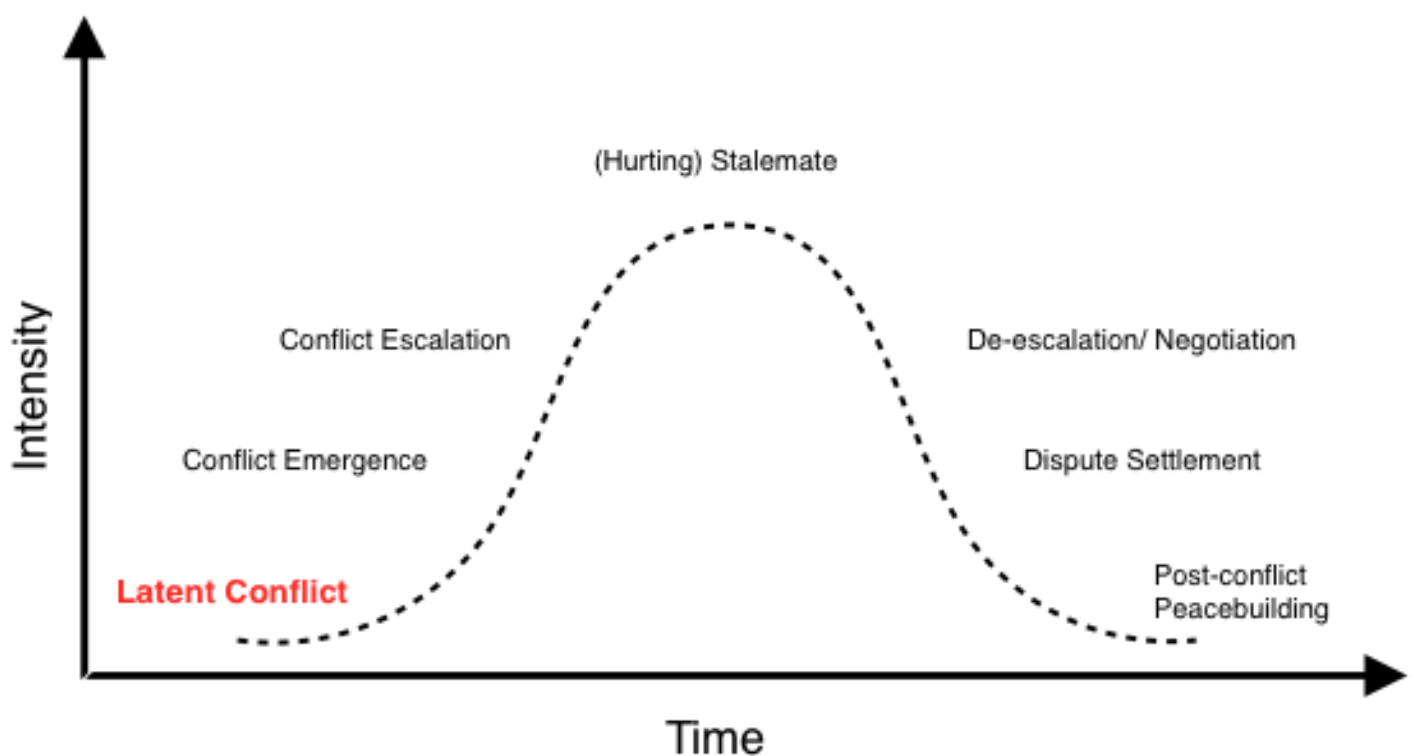 (Hurting) Stalemate
Intensity
Conflict Escalation
De-escalation/ Negotiation
Conflict Emergence
Dispute Settlement
Latent Conflict
Post-conflict
Peacebuilding
Time